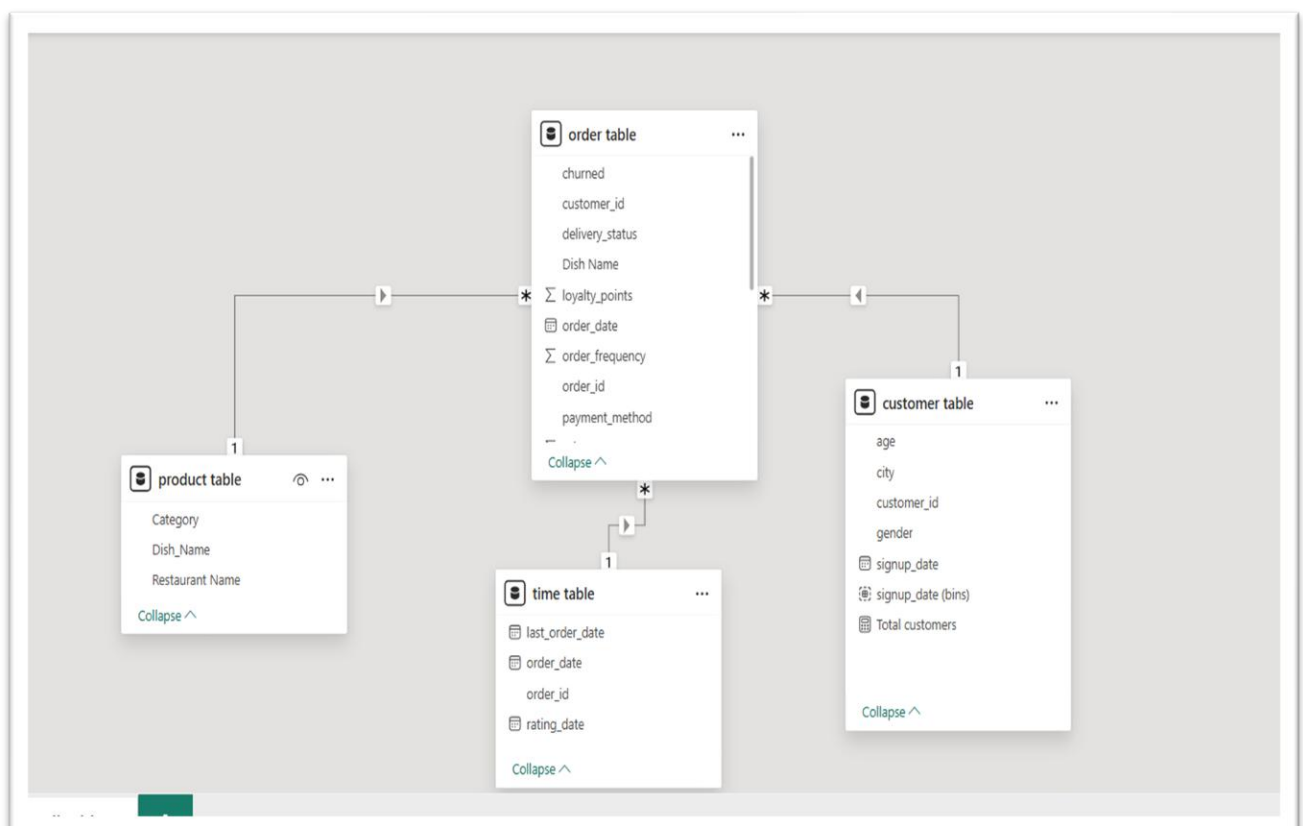 order table
churned
customer_id
delivery_status
Dish Name
* Σ loyalty_points *
order_date
Σ order_frequency
order_id
payment_method
Collapse
*
1
product table
Category
Dish_Name
Restaurant Name
Collapse
1
time table
last_order_date
order_date
order_id
rating_date
Collapse
1
customer table
age
city
customer_id
gender
signup_date
signup_date (bins)
Total customers
Collapse